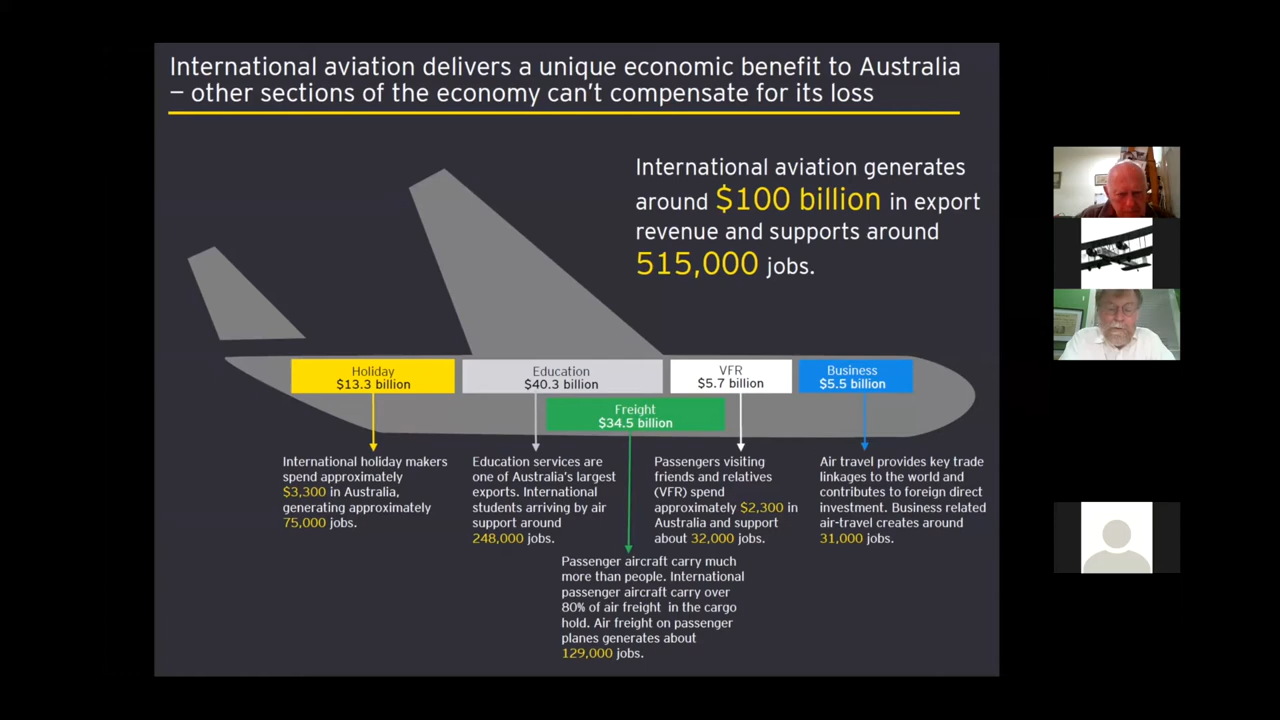 International aviation delivers a unique economic benefit to Australia
– other sections of the economy can't compensate for its loss
International aviation generates
around $100 billion in export
revenue and supports around
515,000 jobs.
Holiday
$13.3 billion
Education
$40.3 billion
VFR
$5.7 billion
Business
$5.5 billion
Freight
$34.5 billion
International holiday makers
spend approximately
$3,300 in Australia,
generating approximately
75,000 jobs.
Education services are
one of Australia's largest
exports. International
students arriving by air
support around
248,000 jobs.
Passengers visiting
friends and relatives
(VFR) spend
approximately $2,300 in
Australia and support
about 32,000 jobs.
Air travel provides key trade
linkages to the world and
contributes to foreign direct
investment. Business related
air-travel creates around
31,000 jobs.
Passenger aircraft carry much
more than people. International
passenger aircraft carry over
80% of air freight in the cargo
hold. Air freight on passenger
planes generates about
129,000 jobs.